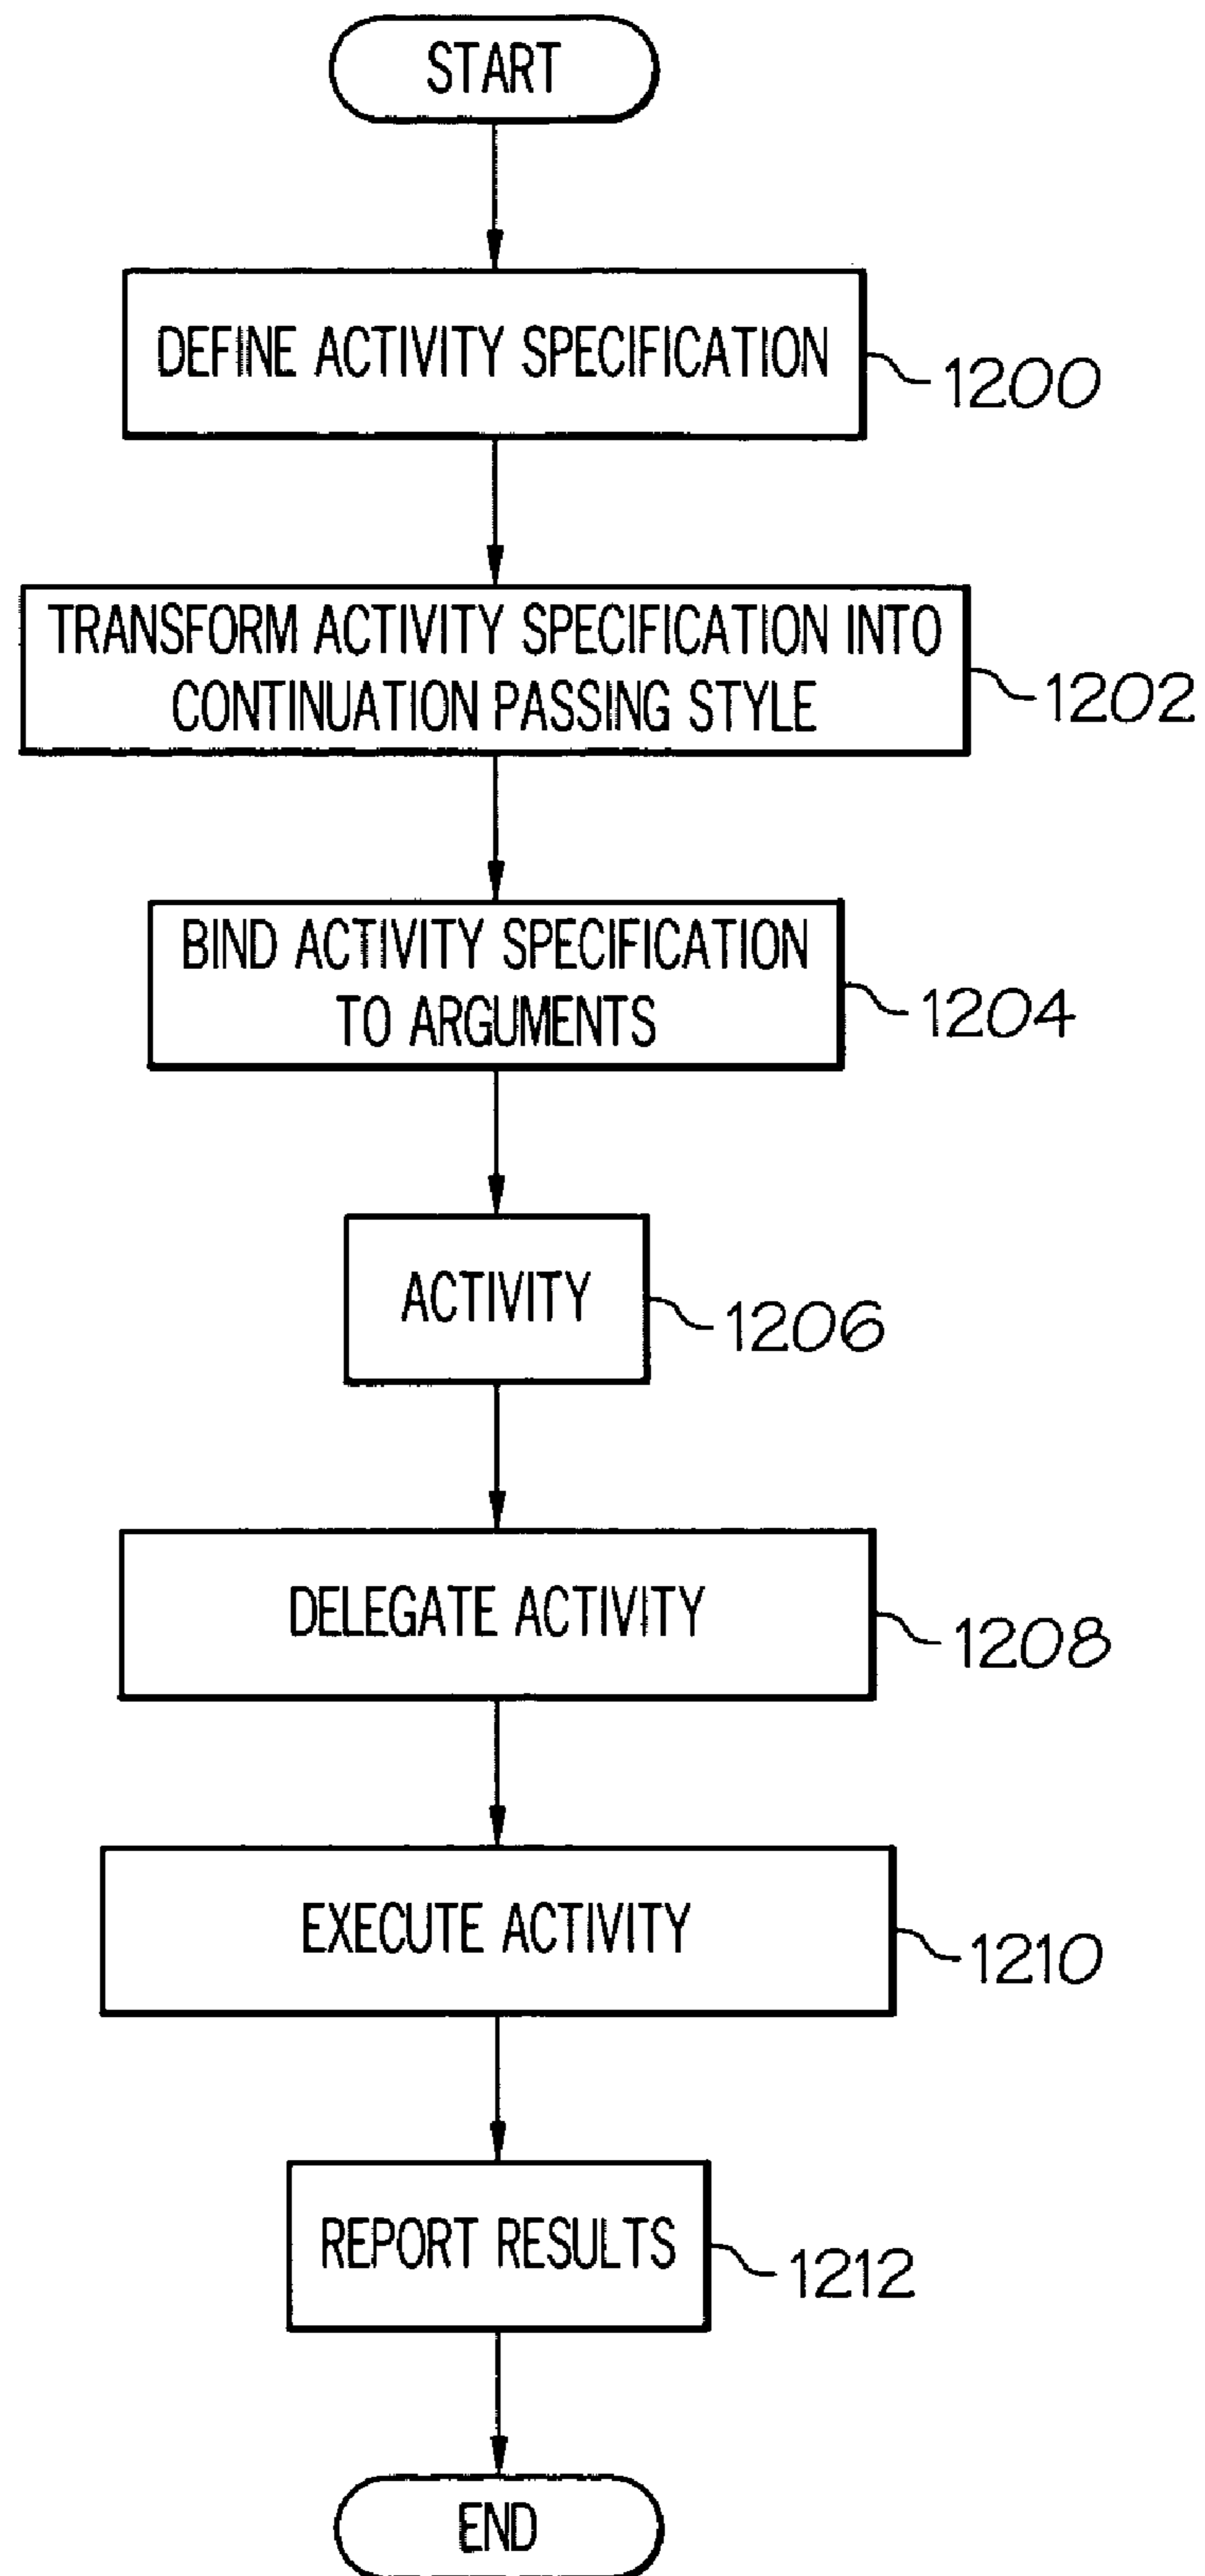 START
DEFINE ACTIVITY SPECIFICATION
1200
TRANSFORM ACTIVITY SPECIFICATION INTO
CONTINUATION PASSING STYLE
1202
BIND ACTIVITY SPECIFICATION
TO ARGUMENTS
1204
ACTIVITY
1206
DELEGATE ACTIVITY
1208
EXECUTE ACTIVITY
1210
REPORT RESULTS
1212
END